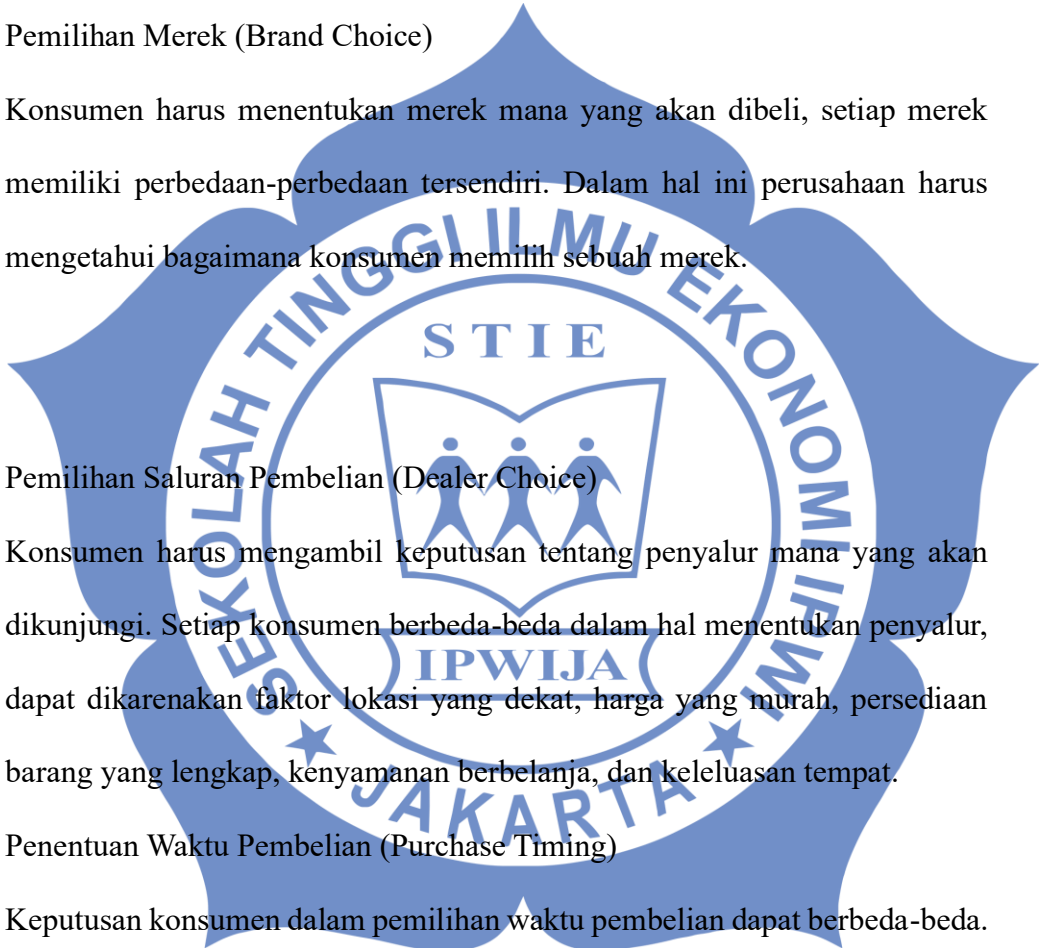 Pemilihan Merek (Brand Choice)
Konsumen harus menentukan merek mana yang akan dibeli, setiap merek
memiliki perbedaan-perbedaan tersendiri. Dalam hal ini perusahaan harus
mengetahui bagaimana konsumen memilih sebuah merek.
SEKOLAH TINGGI ILMU EKONOMI IPWI
STIE
Pemilihan Saluran Pembelian (Dealer Choice)
Konsumen harus mengambil keputusan tentang penyalur mana yang akan
dikunjungi. Setiap konsumen berbeda-beda dalam hal menentukan penyalur,
IPWIJA
dapat dikarenakan faktor lokasi yang dekat, harga yang murah, persediaan
barang yang lengkap, kenyamanan berbelanja, dan keleluasan tempat.
JAKARTA
Penentuan Waktu Pembelian (Purchase Timing)
Keputusan konsumen dalam pemilihan waktu pembelian dapat berbeda-beda.